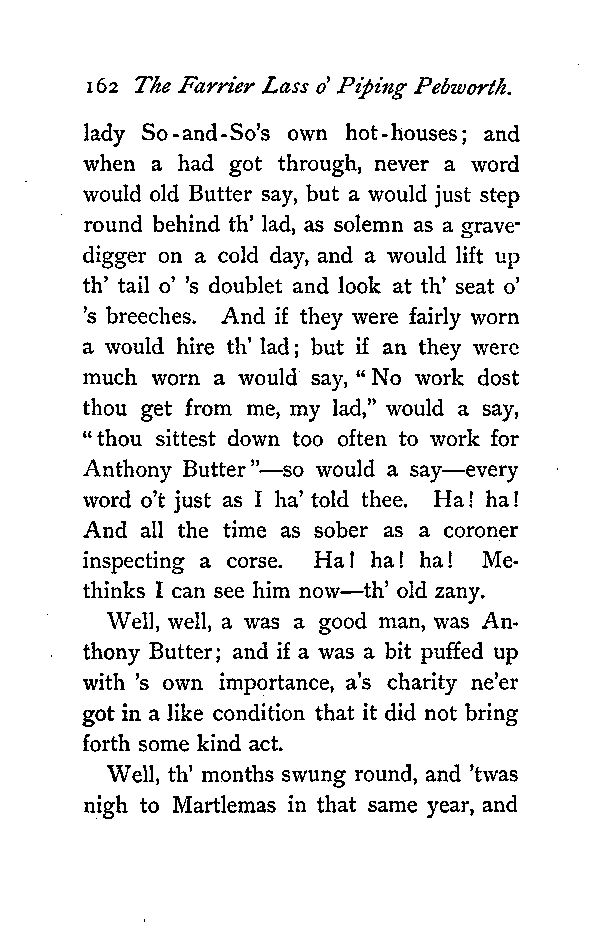 162 The Farrier Lass o' Piping Pebworth.
lady So-and-So's own hot-houses; and
when a had got through, never a word
would old Butter say, but a would just step
round behind th' lad, as solemn as a grave-
digger on a cold day, and a would lift up
th' tail o' 's doublet and look at th' seat o'
's breeches. And if they were fairly worn
a would hire th' lad; but if an they were
much worn a would say, “No work dost
thou get from me, my lad,” would a say,
“thou sittest down too often to work for
Anthony Butter”—so would a say—every
word o't just as I ha' told thee. Ha! ha!
And all the time as sober as a coroner
inspecting a corse. Ha! ha! ha! Me-
thinks I can see him now—th' old zany.
Well, well, a was a good man, was An-
thony Butter; and if a was a bit puffed up
with 's own importance, a's charity ne'er
got in a like condition that it did not bring
forth some kind act.
Well, th' months swung round, and 'twas
nigh to Martlemas in that same year, and